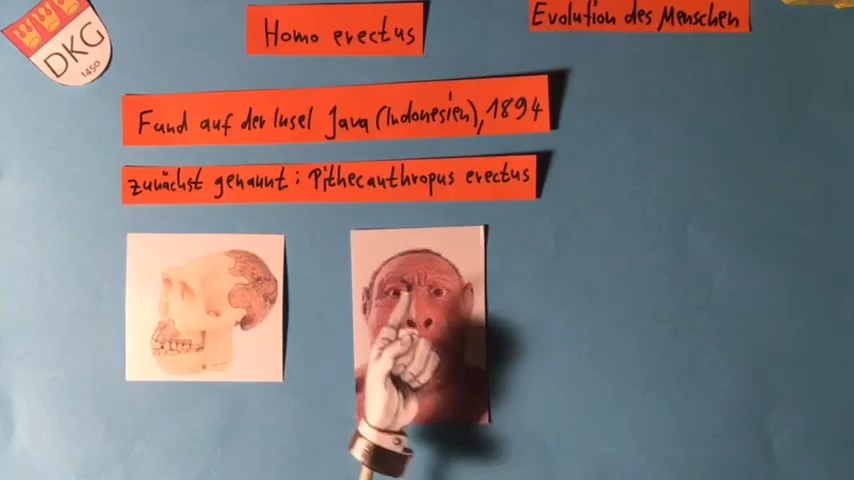 DKG
1450
Homo erectus
Evolution des Menschen
Fund auf der Insel Java (Indonesien), 1894
zunächst genannt: Pithecanthropus erectus